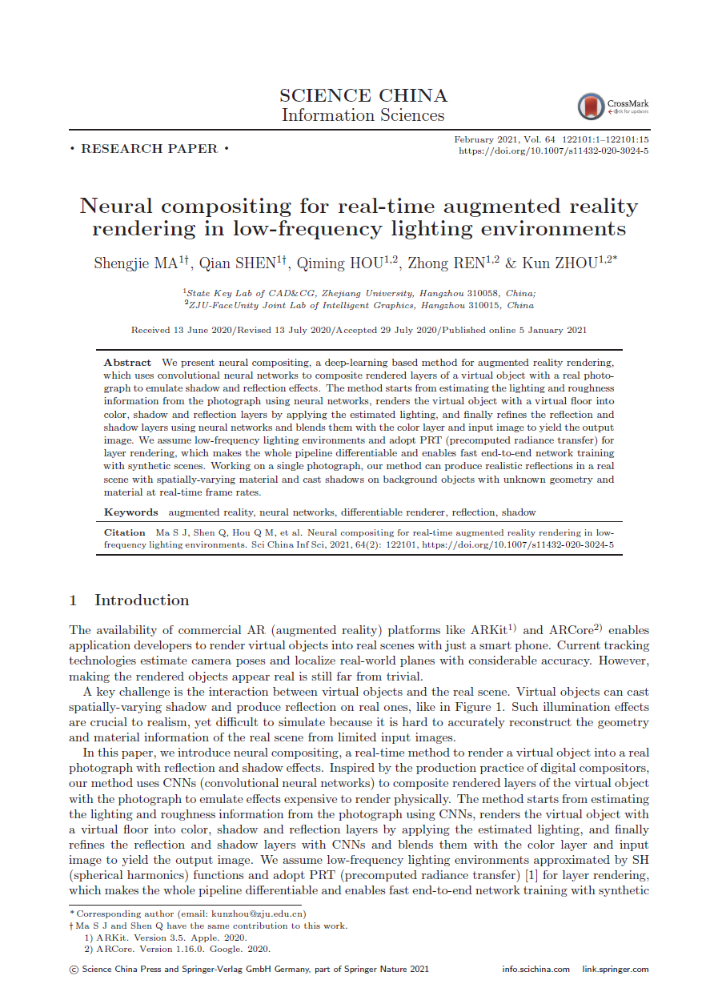 SCIENCE CHINA
Information Sciences
CrossMark
click for updates
• RESEARCH PAPER •
February 2021, Vol. 64 122101:1–122101:15
https://doi.org/10.1007/s11432-020-3024-5
Neural compositing for real-time augmented reality
rendering in low-frequency lighting environments
Shengjie MA1†, Qian SHEN1†, Qiming HOU1,2, Zhong REN1,2 & Kun ZHOU1,2*
1State Key Lab of CAD&CG, Zhejiang University, Hangzhou 310058, China;
2ZJU-FaceUnity Joint Lab of Intelligent Graphics, Hangzhou 310015, China
Received 13 June 2020/Revised 13 July 2020/Accepted 29 July 2020/Published online 5 January 2021
Abstract We present neural compositing, a deep-learning based method for augmented reality rendering,
which uses convolutional neural networks to composite rendered layers of a virtual object with a real photo-
graph to emulate shadow and reflection effects. The method starts from estimating the lighting and roughness
information from the photograph using neural networks, renders the virtual object with a virtual floor into
color, shadow and reflection layers by applying the estimated lighting, and finally refines the reflection and
shadow layers using neural networks and blends them with the color layer and input image to yield the output
image. We assume low-frequency lighting environments and adopt PRT (precomputed radiance transfer) for
layer rendering, which makes the whole pipeline differentiable and enables fast end-to-end network training
with synthetic scenes. Working on a single photograph, our method can produce realistic reflections in a real
scene with spatially-varying material and cast shadows on background objects with unknown geometry and
material at real-time frame rates.
Keywords augmented reality, neural networks, differentiable renderer, reflection, shadow
Citation Ma S J, Shen Q, Hou Q M, et al. Neural compositing for real-time augmented reality rendering in low-
frequency lighting environments. Sci China Inf Sci, 2021, 64(2): 122101, https://doi.org/10.1007/s11432-020-3024-5
1 Introduction
The availability of commercial AR (augmented reality) platforms like ARKit1) and ARCore2) enables
application developers to render virtual objects into real scenes with just a smart phone. Current tracking
technologies estimate camera poses and localize real-world planes with considerable accuracy. However,
making the rendered objects appear real is still far from trivial.
A key challenge is the interaction between virtual objects and the real scene. Virtual objects can cast
spatially-varying shadow and produce reflection on real ones, like in Figure 1. Such illumination effects
are crucial to realism, yet difficult to simulate because it is hard to accurately reconstruct the geometry
and material information of the real scene from limited input images.
In this paper, we introduce neural compositing, a real-time method to render a virtual object into a real
photograph with reflection and shadow effects. Inspired by the production practice of digital compositors,
our method uses CNNs (convolutional neural networks) to composite rendered layers of the virtual object
with the photograph to emulate effects expensive to render physically. The method starts from estimating
the lighting and roughness information from the photograph using CNNs, renders the virtual object with
a virtual floor into color, shadow and reflection layers by applying the estimated lighting, and finally
refines the reflection and shadow layers with CNNs and blends them with the color layer and input
image to yield the output image. We assume low-frequency lighting environments approximated by SH
(spherical harmonics) functions and adopt PRT (precomputed radiance transfer) [1] for layer rendering,
which makes the whole pipeline differentiable and enables fast end-to-end network training with synthetic
* Corresponding author (email: kunzhou@zju.edu.cn)
† Ma S J and Shen Q have the same contribution to this work.
1) ARKit. Version 3.5. Apple. 2020.
2) ARCore. Version 1.16.0. Google. 2020.
© Science China Press and Springer-Verlag GmbH Germany, part of Springer Nature 2021
info.scichina.com link.springer.com